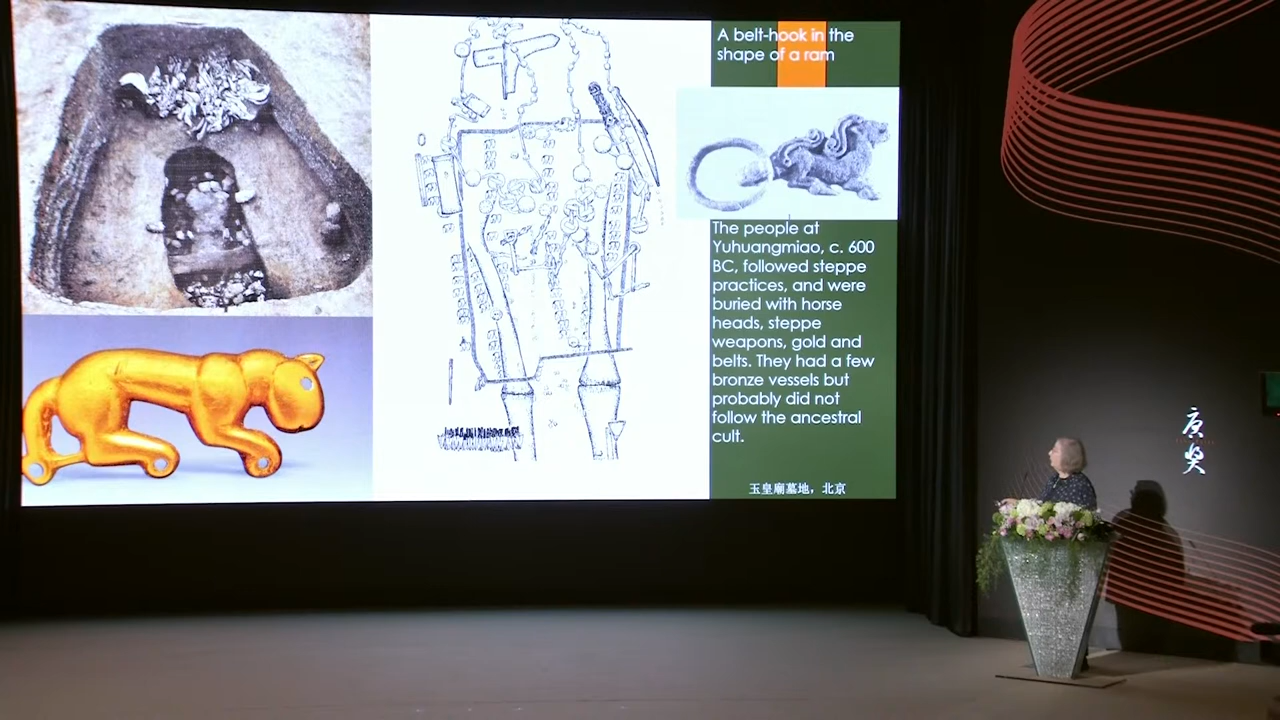 A belt-hook in the
shape of a ram
The people at
Yuhuangmiao, c. 600
BC, followed steppe
practices, and were
buried with horse
heads, steppe
weapons, gold and
belts. They had a few
bronze vessels but
probably did not
follow the ancestral
cult.
玉皇廟墓地，北京